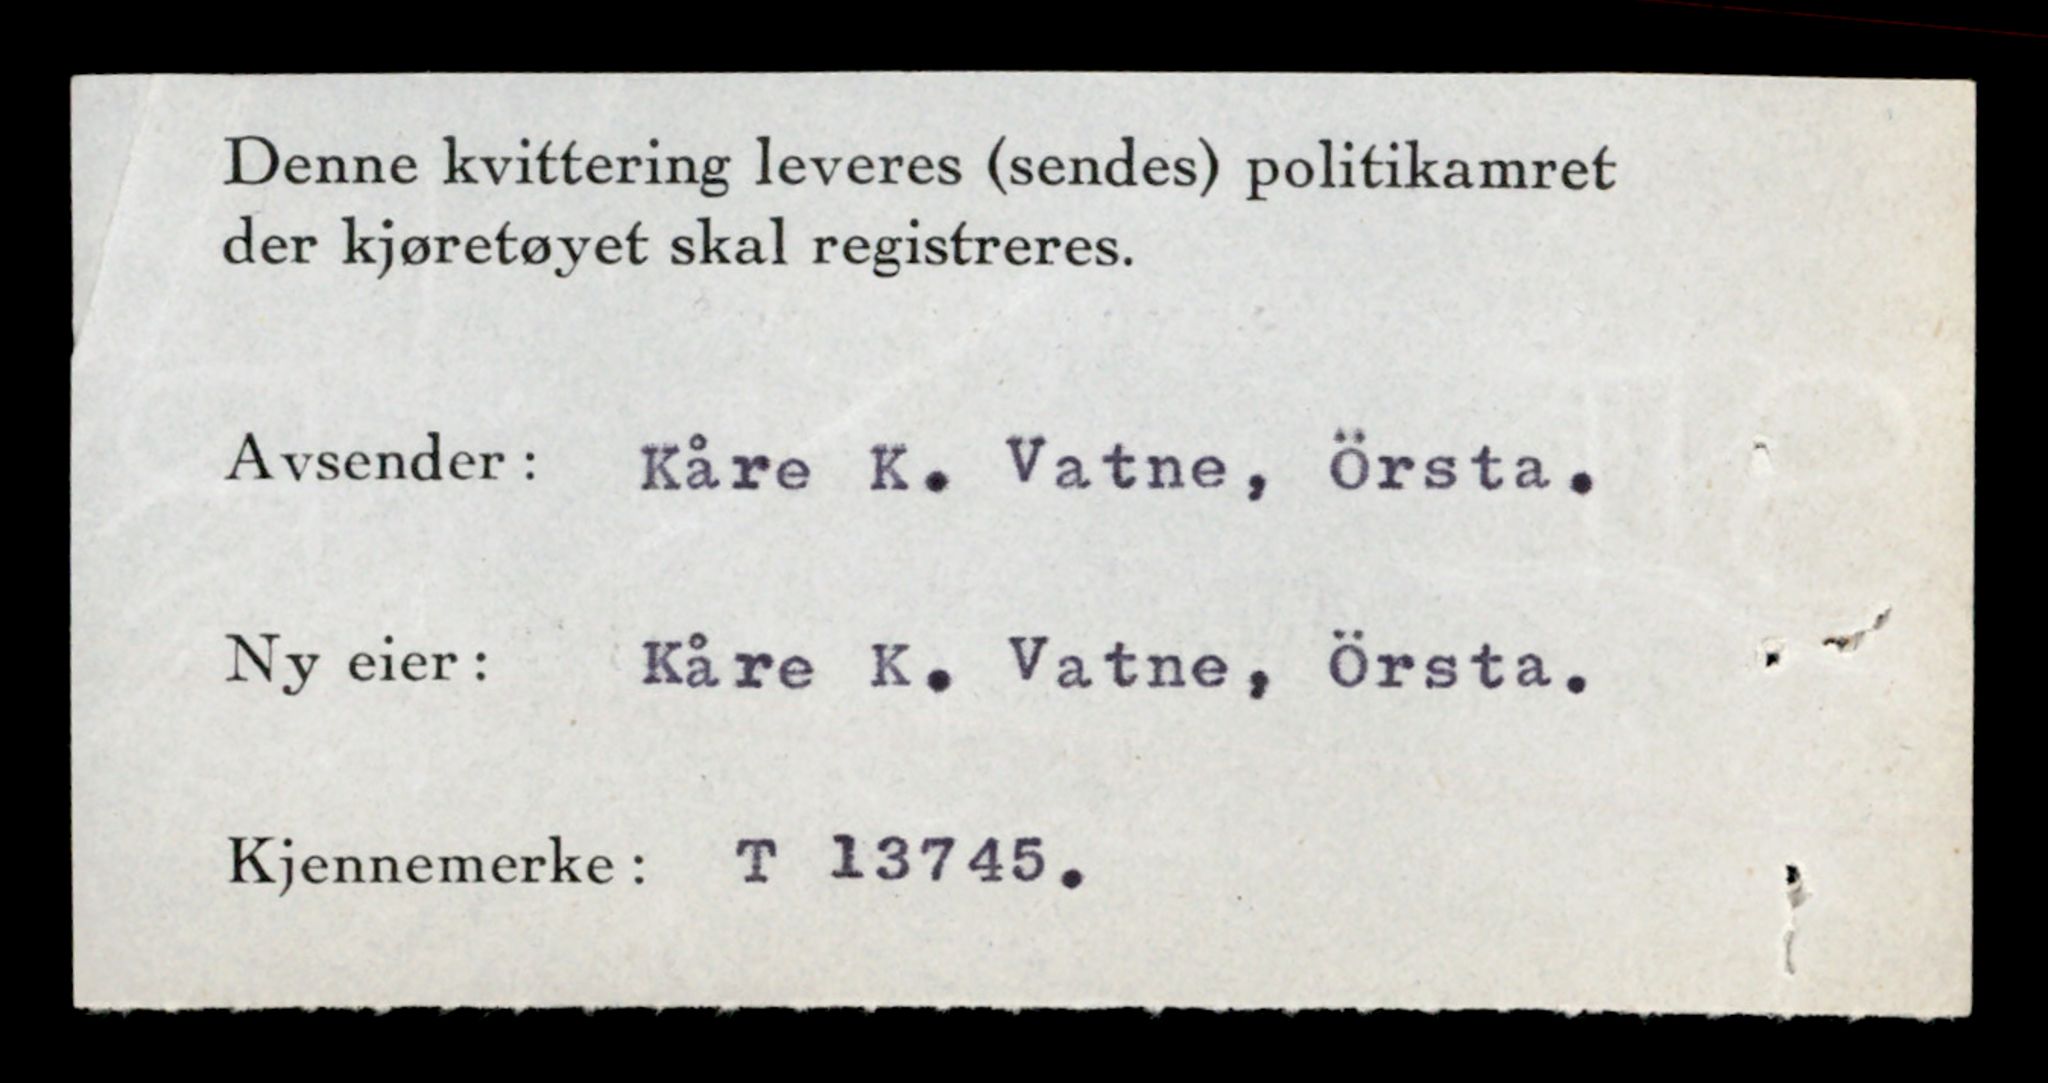 Denne kvittering leveres (sendes) politikamret
der kjøretøyet skal registreres.
Avsender: Kåre K. Vatne, Örsta.
Ny eier: Kåre K. Vatne, Örsta.
Kjennemerke: T 13745.